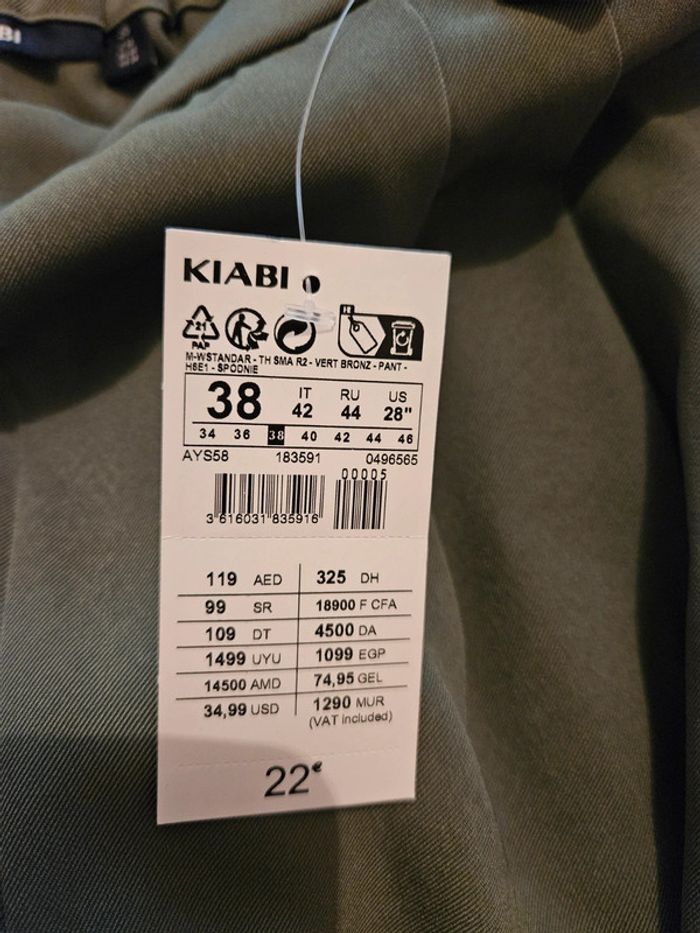 BI
KIABI
21
PAP
M-WSTANDAR - TH SMA R2 - VERT BRONZ - PANT -
H6E1 - SPODNIE
38 IT 42 RU 44 US 28"
34 36 38 40 42 44 46
AYS58 183591 0496565
00005
3 616031 835916
119 AED 325 DH
99 SR 18900 F CFA
109 DT 4500 DA
1499 UYU 1099 EGP
14500 AMD 74,95 GEL
34,99 USD 1290 MUR
(VAT included)
22€